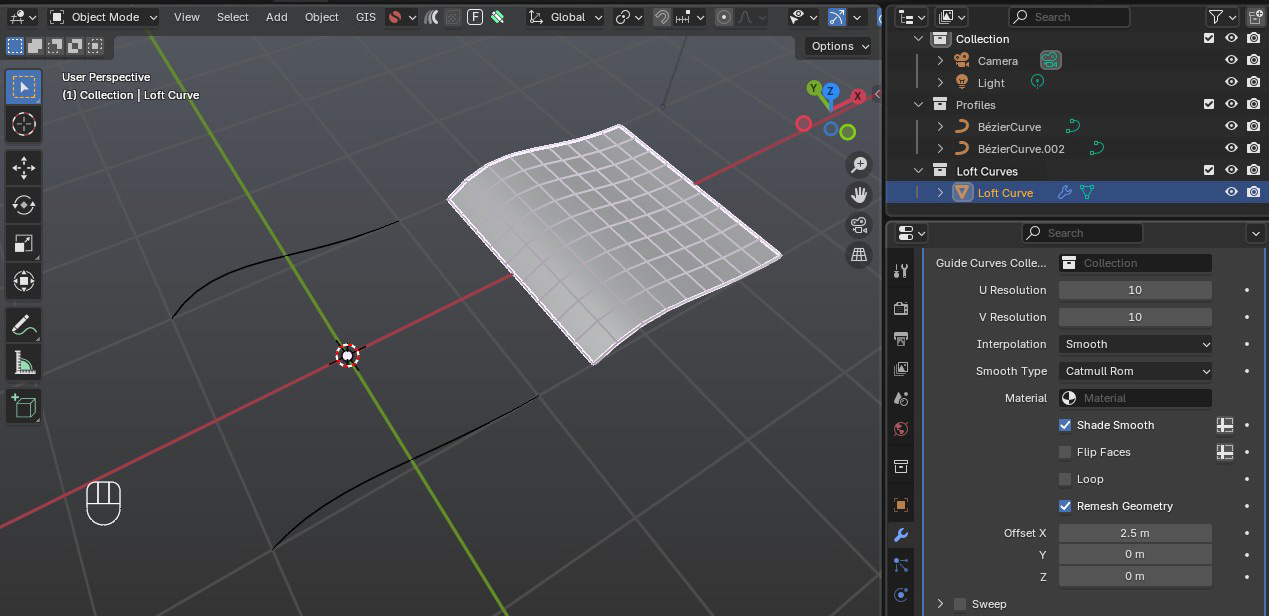 Object Mode View Select Add Object GIS F Global Search
Options
User Perspective
(1) Collection | Loft Curve
Y Z X
Collection
Camera
Light
Profiles
BézierCurve
BézierCurve.002
Loft Curves
Loft Curve
Search
Guide Curves Colle... Collection
U Resolution 10
V Resolution 10
Interpolation Smooth
Smooth Type Catmull Rom
Material Material
Shade Smooth
Flip Faces
Loop
Remesh Geometry
Offset X 2.5 m
Y 0 m
Z 0 m
Sweep